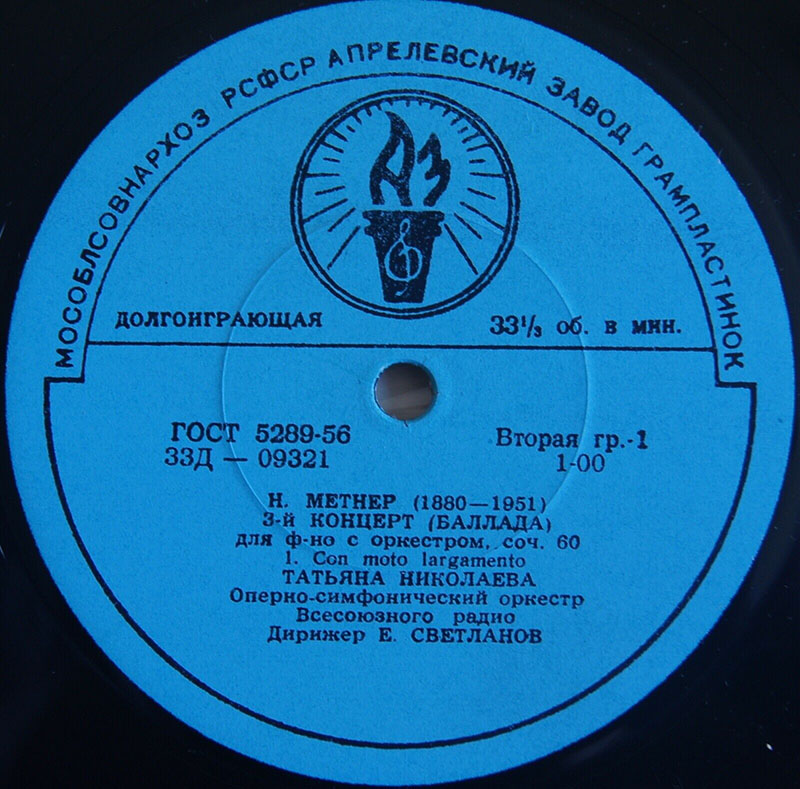 МОСОБЛСОВНАРХОЗ РСФСР АПРЕЛЕВСКИЙ ЗАВОД ГРАМПЛАСТИНОК
АЗ
ДОЛГОИГРАЮЩАЯ 33⅓ об. в мин.
ГОСТ 5289-56 Вторая гр.-1
33Д — 09321 1-00
Н. МЕТНЕР (1880—1951)
3-й КОНЦЕРТ (БАЛЛАДА)
для ф-но с оркестром, соч. 60
1. Con moto largamento
ТАТЬЯНА НИКОЛАЕВА
Оперно-симфонический оркестр
Всесоюзного радио
Дирижер Е. СВЕТЛАНОВ